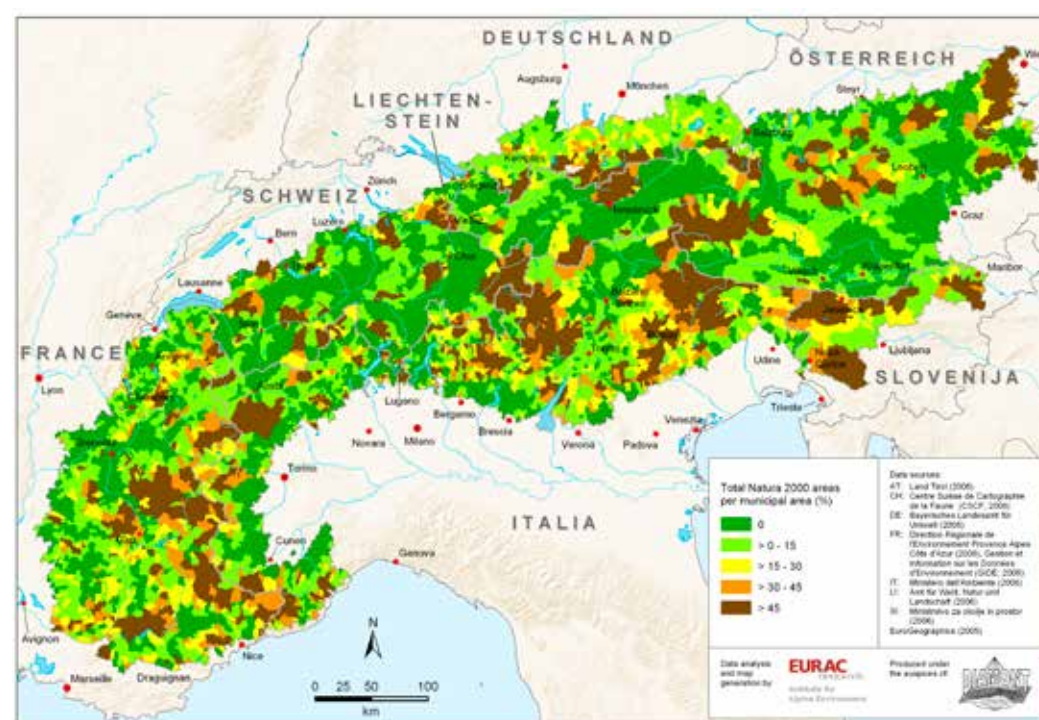 DEUTSCHLAND
ÖSTERREICH
Augsburg
München
Steyr
LIECHTEN-
STEIN
Salzburg
Kempten
Zürich
SCHWEIZ
Luzern
Innsbruck
Graz
Bern
Chur
Maribor
Lausanne
Genève
FRANCE
Udine
Ljubljana
SLOVENIJA
Lyon
Lugano
Bergamo
Trieste
Novara
Milano
Brescia
Verona
Padova
Venezia
Torino
ITALIA
Cuneo
Genova
Avignon
Nice
Marseille
Draguignan
N
0 25 50 100
km
Total Natura 2000 areas
per municipal area (%)
0
> 0 - 15
> 15 - 30
> 30 - 45
> 45
Data sources:
AT: Land Tirol (2006)
CH: Centre Suisse de Cartographie
de la Faune (CSCF, 2006)
DE: Bayerisches Landesamt für
Umwelt (2006)
FR: Direction Régionale de
l'Environnement Provence Alpes
Côte d'Azur (2006), Gestion et
Information sur les Données
d'Environnement (GIDE, 2006)
IT: Ministero dell'Ambiente (2006)
LI: Amt für Wald, Natur und
Landschaft (2006)
SI: Ministrstvo za okolje in prostor
(2006)
EuroGeographics (2005)
Data analysis
and map
generation by:
EURAC
research
Institute for
Alpine Environment
Produced under
the auspices of:
DIAMONT